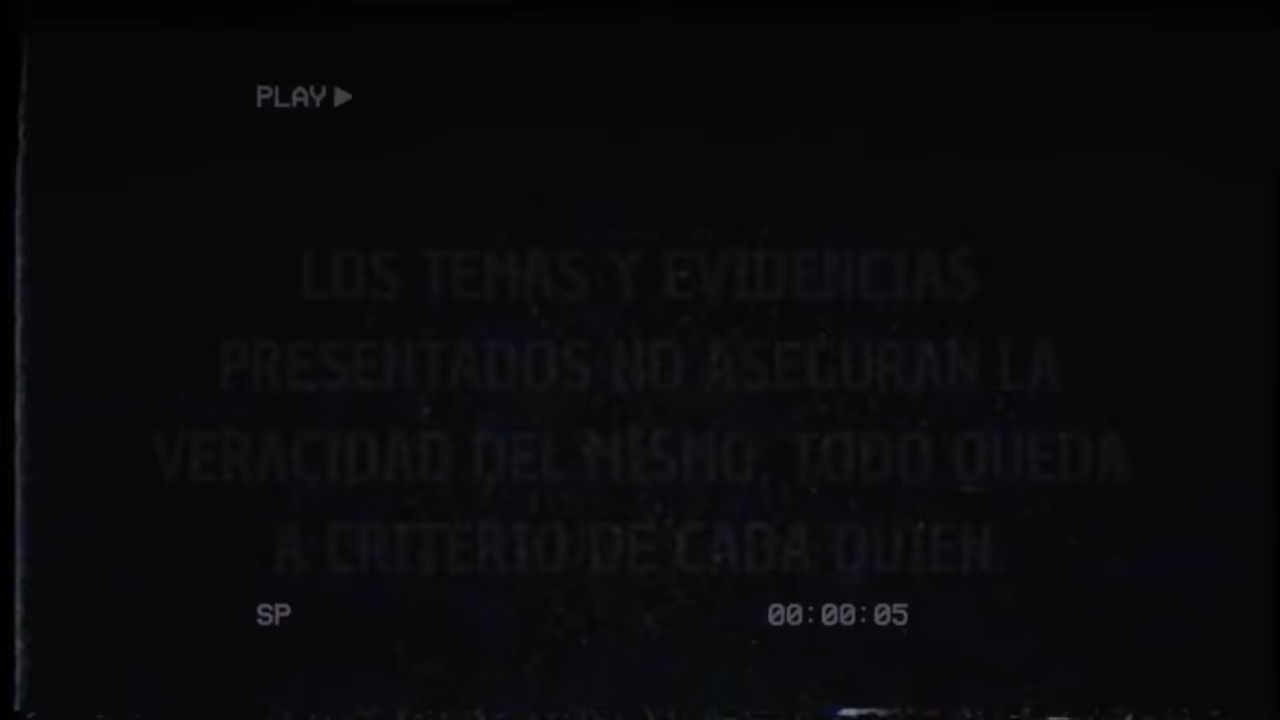 PLAY ▶
LOS TEMAS Y EVIDENCIAS
PRESENTADOS NO ASEGURAN LA
VERACIDAD DEL MISMO, TODO QUEDA
A CRITERIO DE CADA QUIEN.
SP 00:00:05